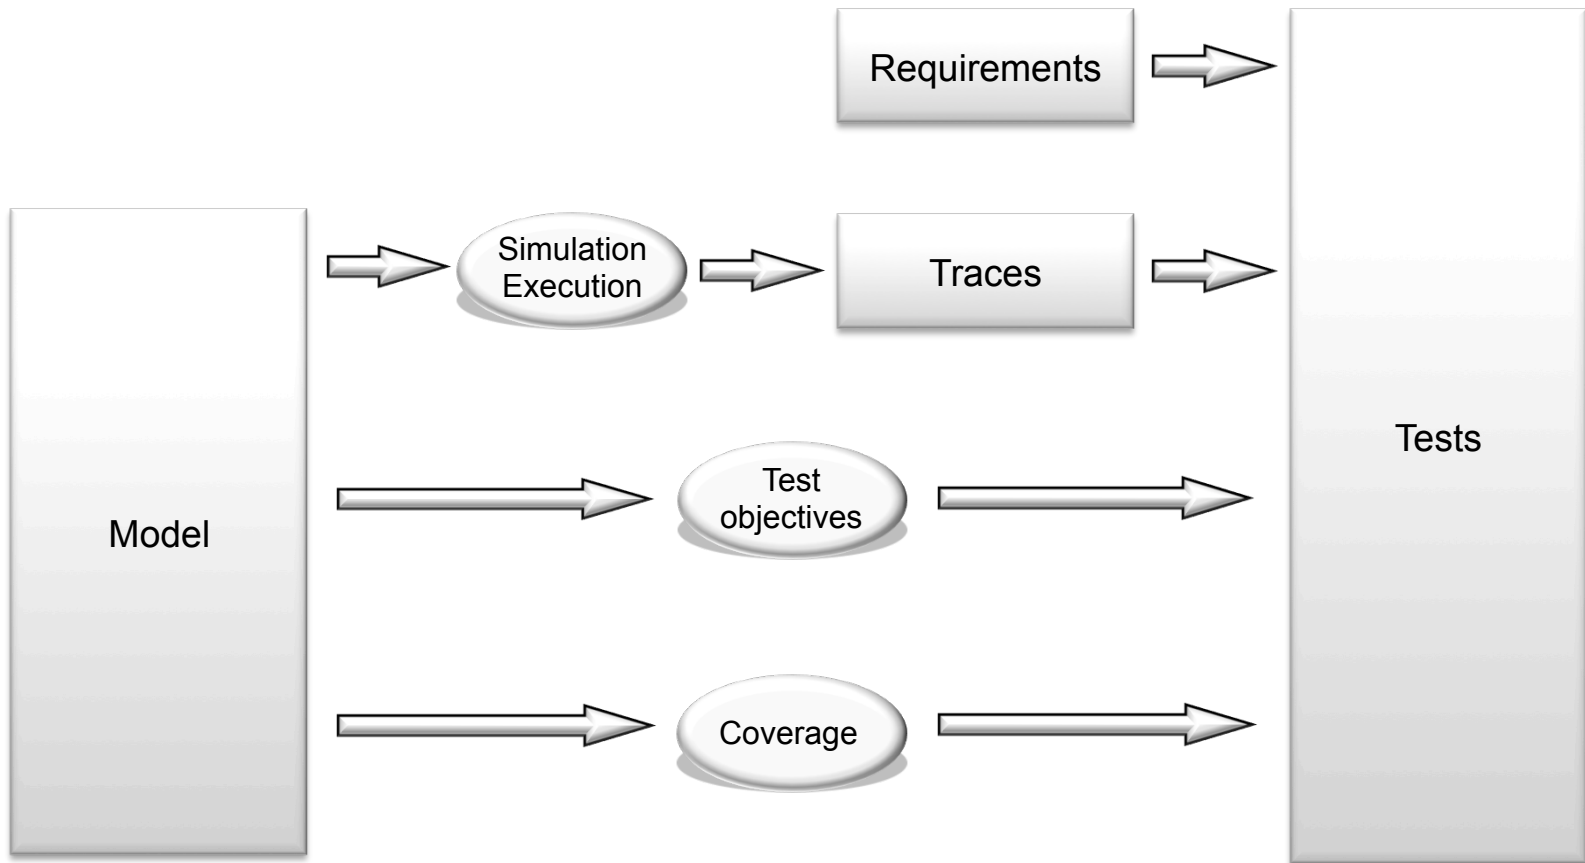 Requirements
Simulation
Execution
Traces
Model
Test
objectives
Tests
Coverage